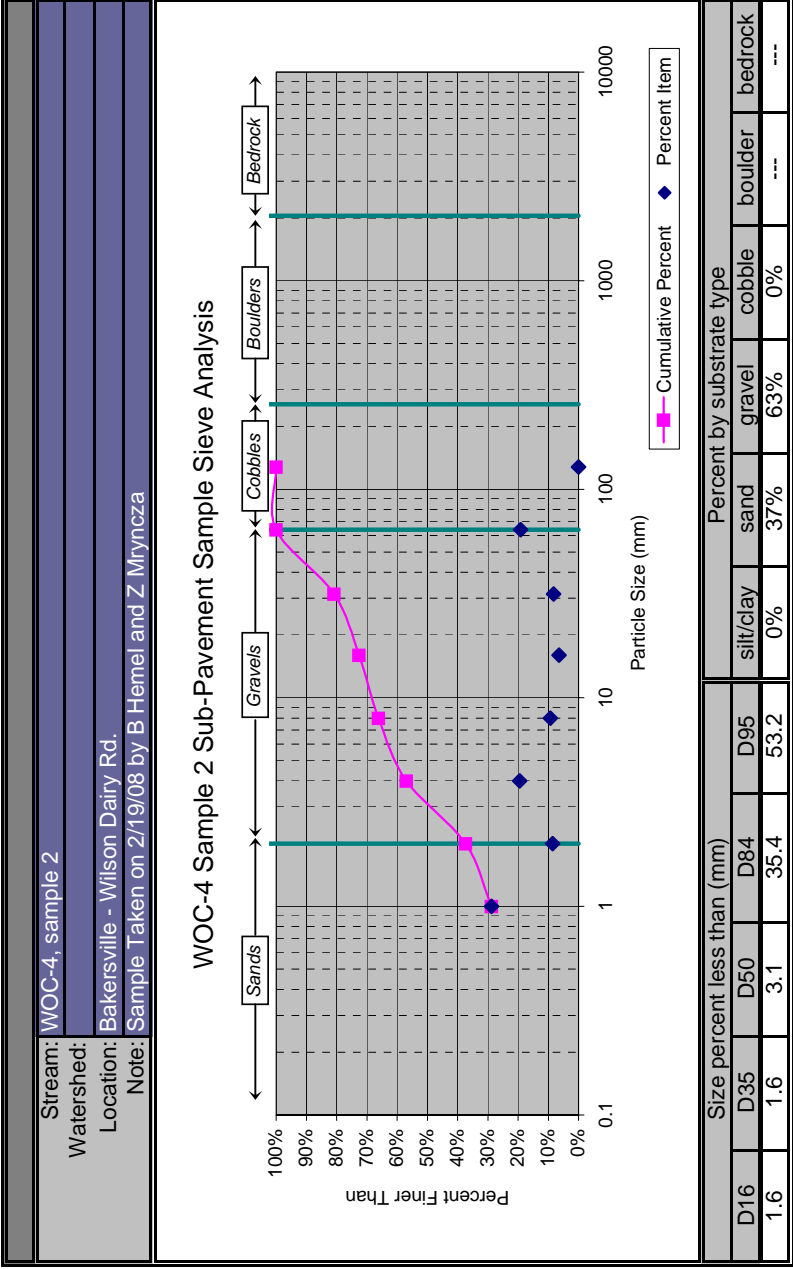 Stream: WOC-4, sample 2
Watershed:
Location: Bakersville - Wilson Dairy Rd.
Note: Sample Taken on 2/19/08 by B Hemel and Z Mryncza
WOC-4 Sample 2 Sub-Pavement Sample Sieve Analysis
Sands Gravels Cobbles Boulders Bedrock
Percent Finer Than
100%
90%
80%
70%
60%
50%
40%
30%
20%
10%
0%
0.1 1 10 100 1000 10000
Particle Size (mm)
Cumulative Percent Percent Item
Size percent less than (mm) Percent by substrate type
D16 D35 D50 D84 D95 silt/clay sand gravel cobble boulder bedrock
1.6 1.6 3.1 35.4 53.2 0% 37% 63% 0% --- ---